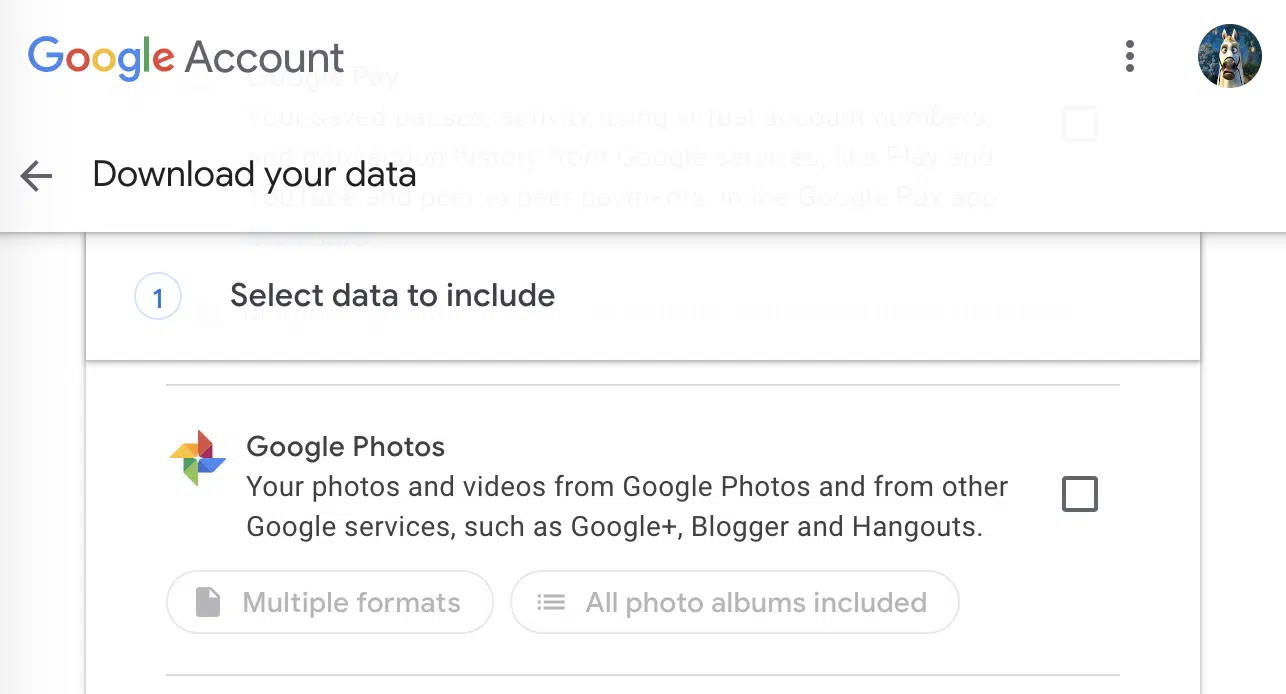 Google Account
Google Pay
Your saved passes, activity using virtual account numbers,
and transaction history from Google services, like Play and
Download your data
YouTube and peer to peer payments, in the Google Pay app
1 Select data to include
Google Photos
Your photos and videos from Google Photos and from other
Google services, such as Google+, Blogger and Hangouts.
Multiple formats
All photo albums included